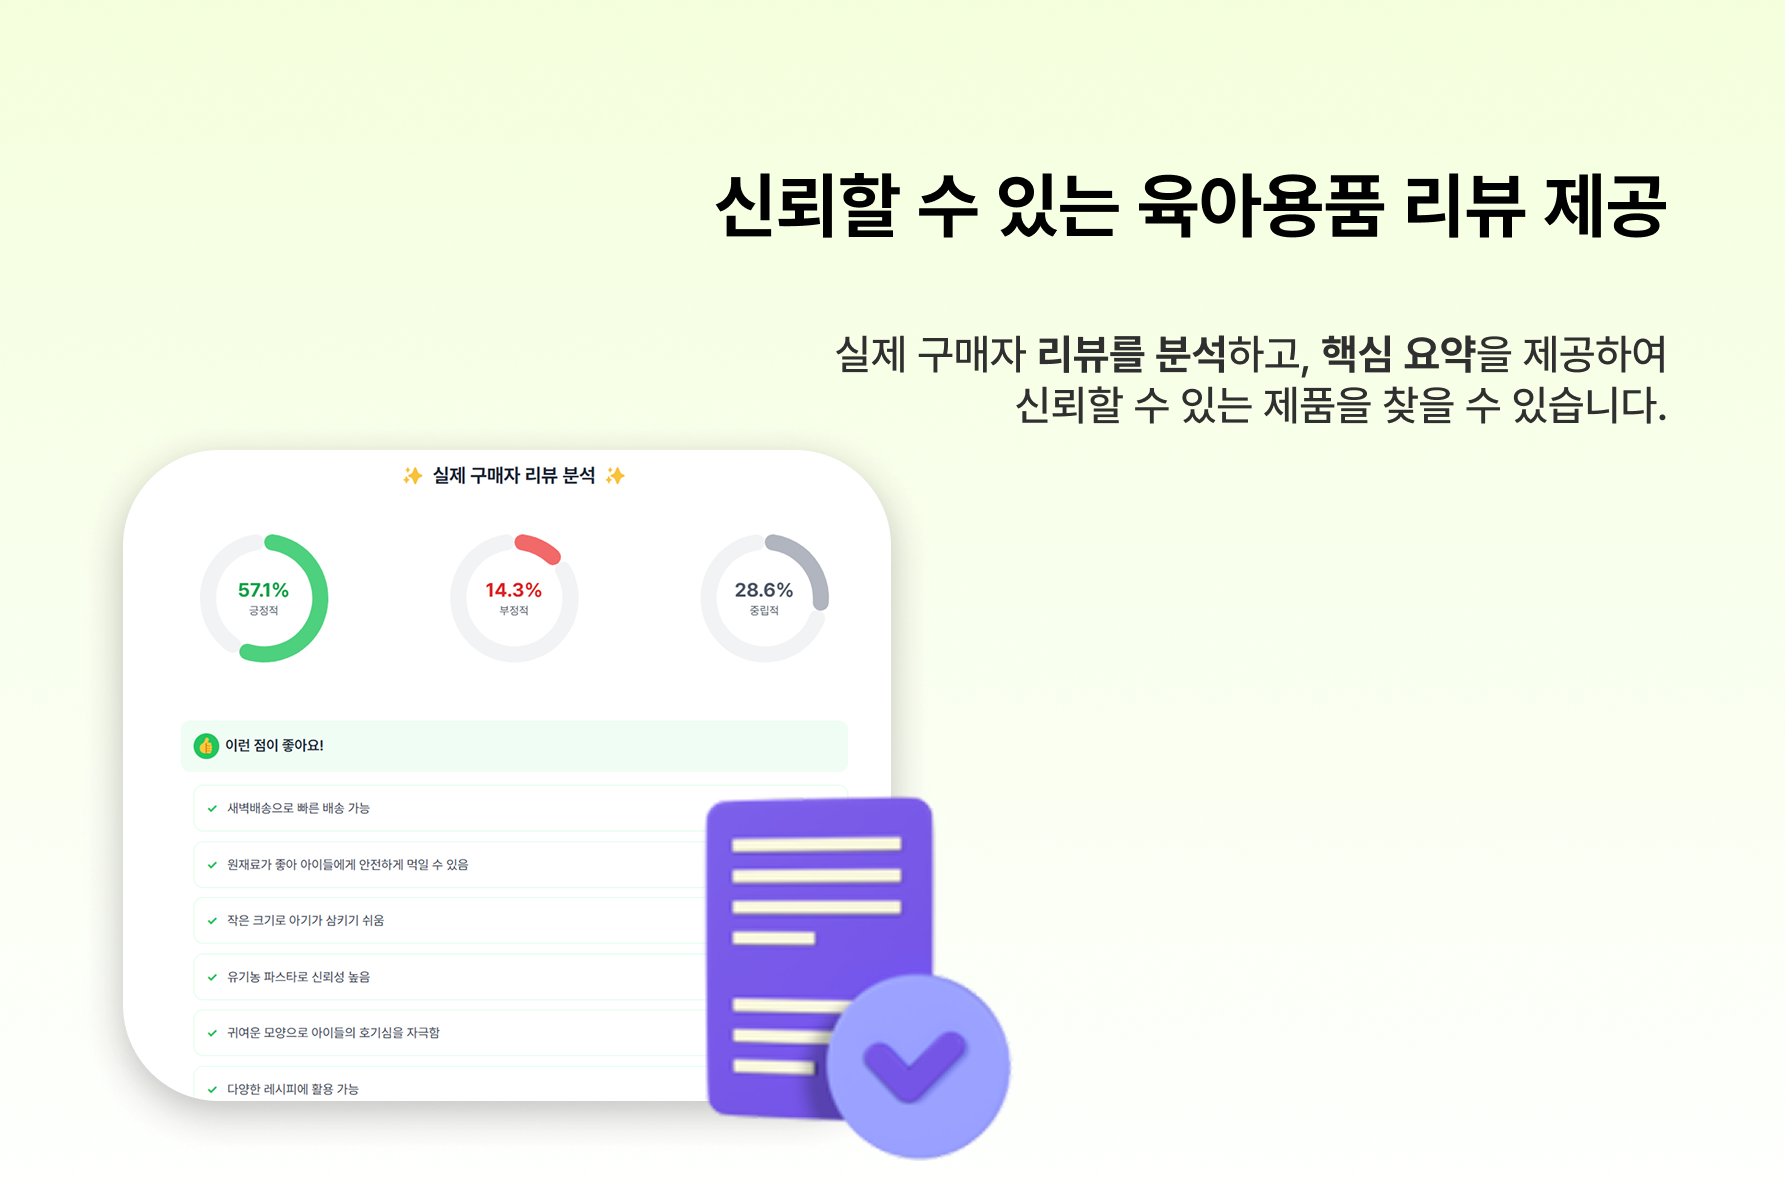 신뢰할 수 있는 육아용품 리뷰 제공
실제 구매자 리뷰를 분석하고, 핵심 요약을 제공하여
신뢰할 수 있는 제품을 찾을 수 있습니다.
✨ 실제 구매자 리뷰 분석 ✨
57.1%
긍정적
14.3%
부정적
28.6%
중립적
👍 이런 점이 좋아요!
새벽배송으로 빠른 배송 가능
원재료가 좋아 아이들에게 안전하게 먹일 수 있음
작은 크기로 아기가 삼키기 쉬움
유기농 파스타로 신뢰성 높음
귀여운 모양으로 아이들의 호기심을 자극함
다양한 레시피에 활용 가능